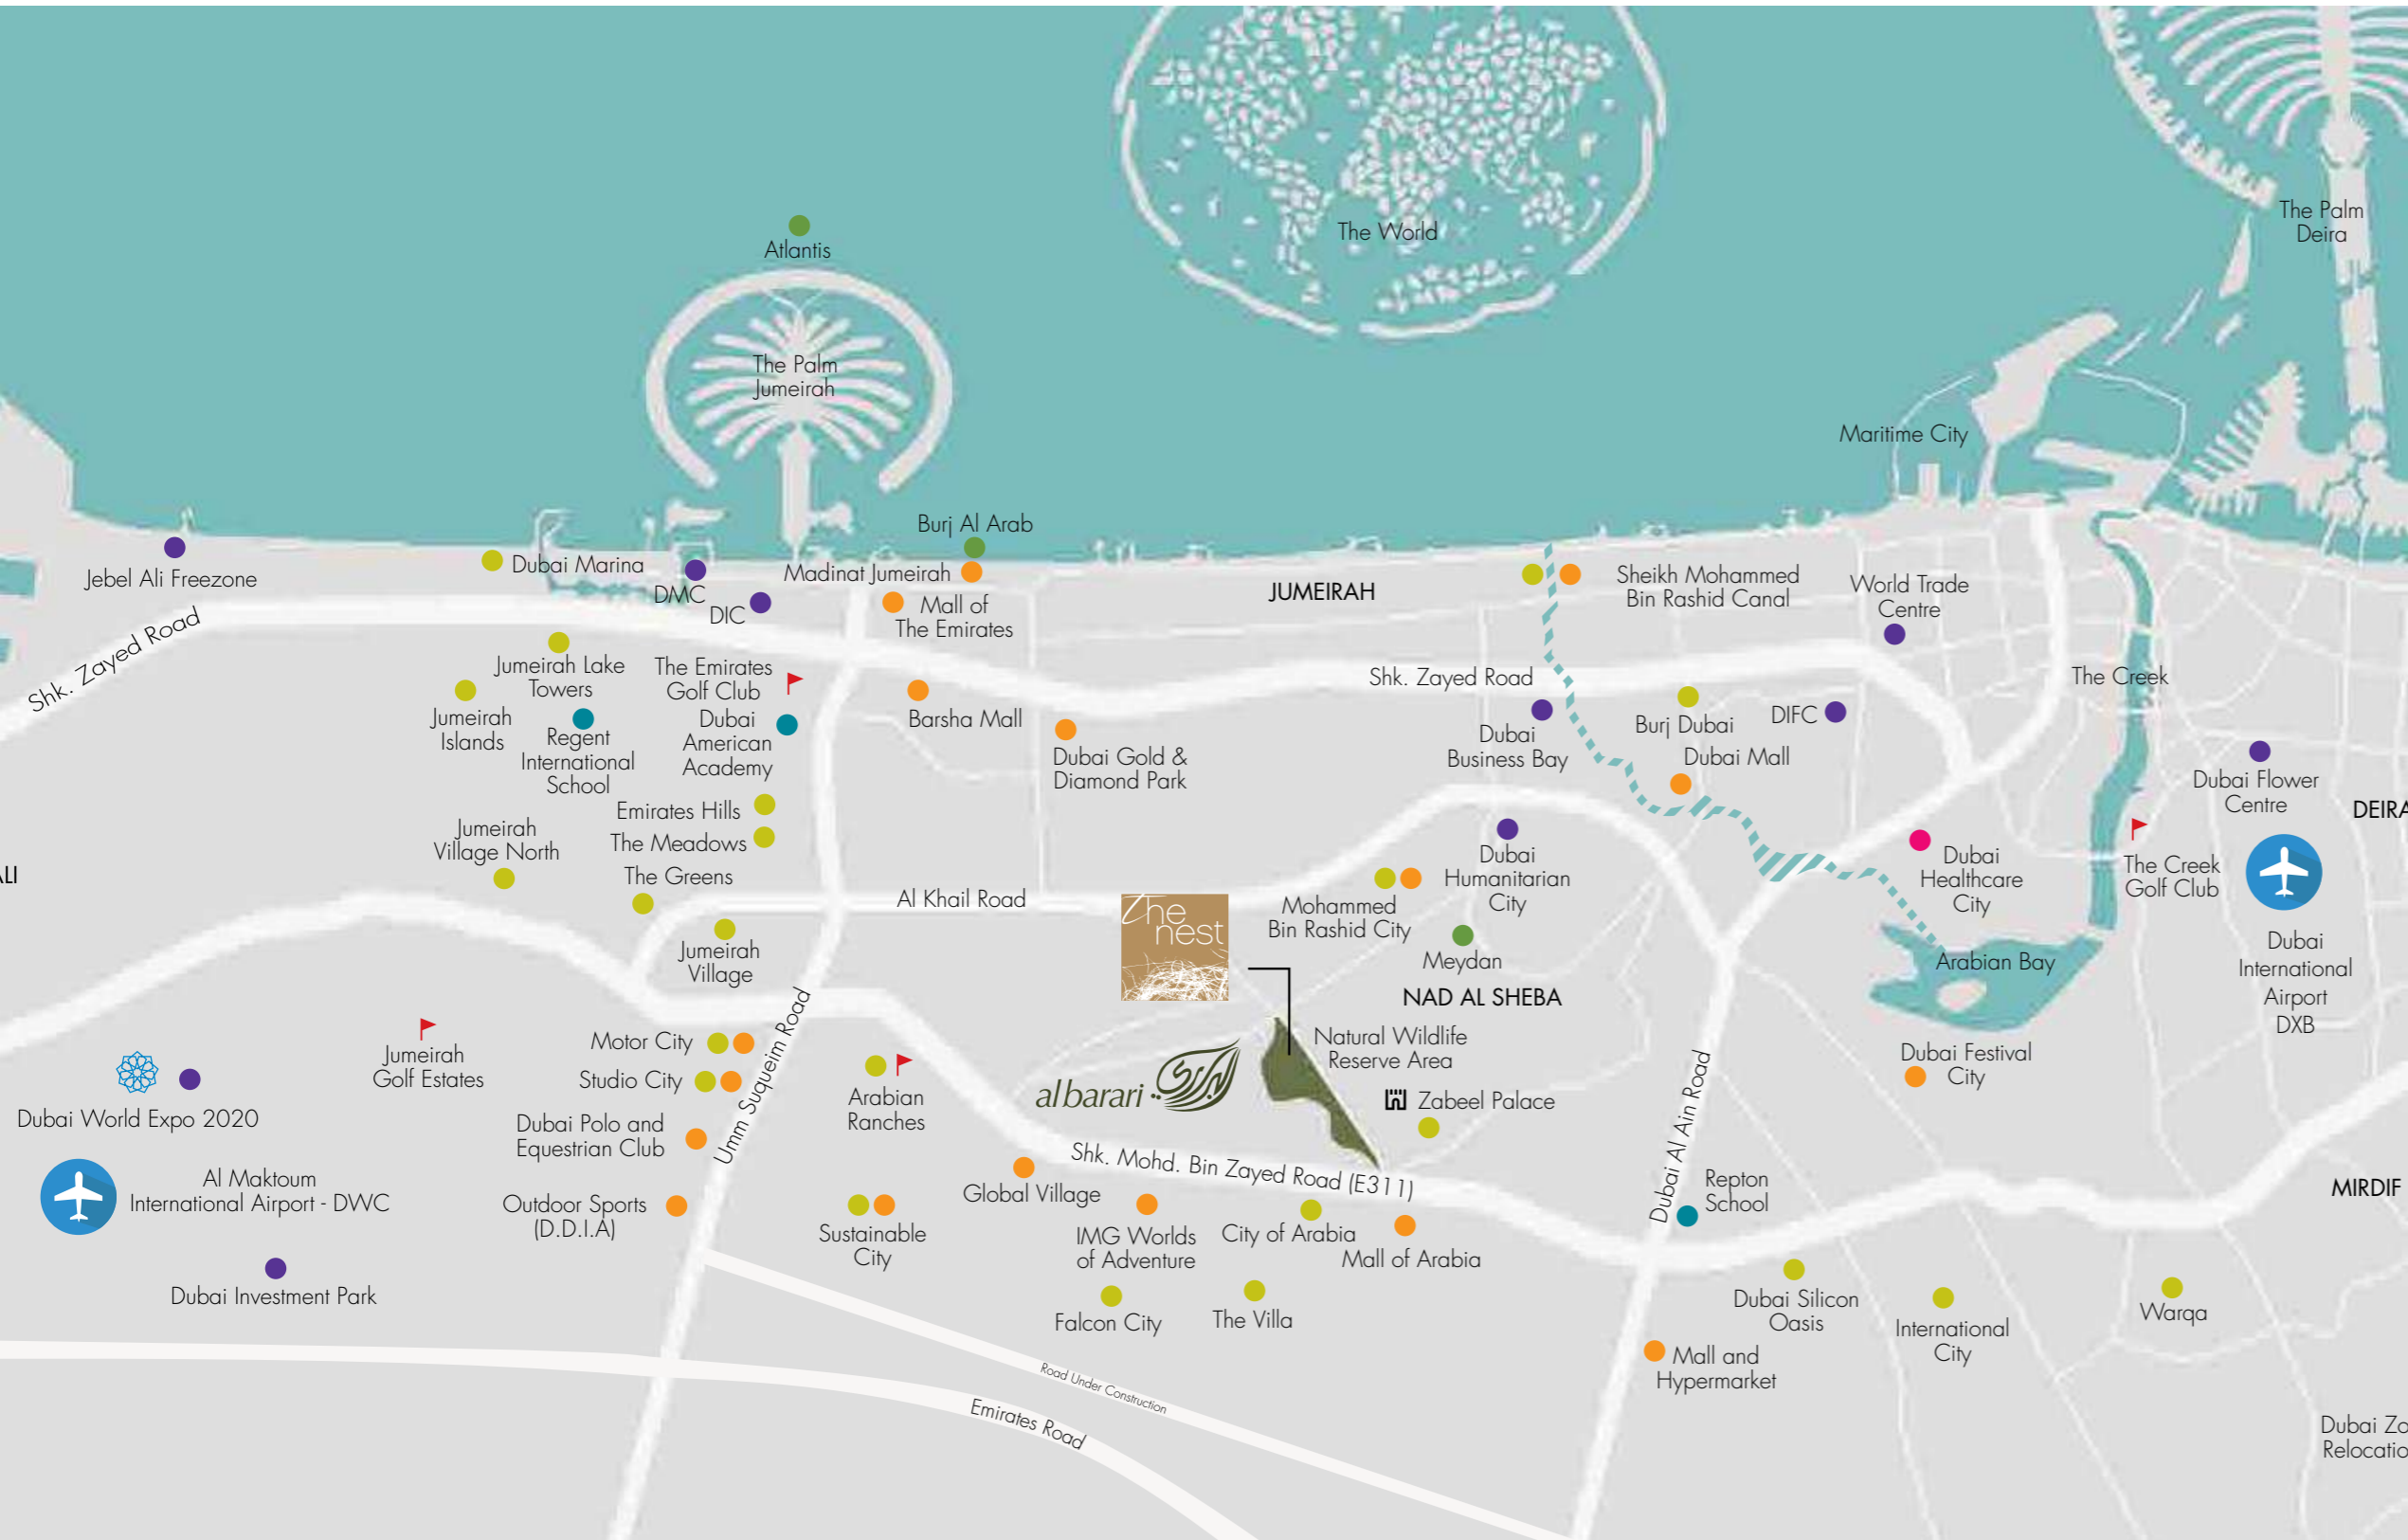 The World
The Palm
Deira
Atlantis
The Palm
Jumeirah
Maritime City
Burj Al Arab
Jebel Ali Freezone
Dubai Marina
DMC
DIC
Madinat Jumeirah
Mall of
The Emirates
JUMEIRAH
Sheikh Mohammed
Bin Rashid Canal
World Trade
Centre
Shk. Zayed Road
Jumeirah Lake
Towers
The Emirates
Golf Club
Shk. Zayed Road
The Creek
Jumeirah
Islands
Regent
International
School
Dubai
American
Academy
Barsha Mall
Dubai Gold &
Diamond Park
Dubai
Business Bay
Burj Dubai
DIFC
Dubai Mall
Dubai Flower
Centre
DEIRA
Emirates Hills
The Meadows
Jumeirah
Village North
The Greens
Al Khail Road
The
nest
Mohammed
Bin Rashid City
Dubai
Humanitarian
City
Dubai
Healthcare
City
The Creek
Golf Club
ALI
Jumeirah
Village
Meydan
Arabian Bay
Dubai
International
Airport
DXB
NAD AL SHEBA
Umm Suqueim Road
Motor City
Studio City
Jumeirah
Golf Estates
Natural Wildlife
Reserve Area
Dubai Festival
City
albarari
البراري
Arabian
Ranches
Zabeel Palace
Dubai World Expo 2020
Dubai Polo and
Equestrian Club
Dubai Al Ain Road
Shk. Mohd. Bin Zayed Road (E311)
Al Maktoum
International Airport - DWC
Outdoor Sports
(D.D.I.A)
Global Village
Repton
School
MIRDIF
Sustainable
City
IMG Worlds
of Adventure
City of Arabia
Mall of Arabia
Dubai Investment Park
Falcon City
The Villa
Dubai Silicon
Oasis
International
City
Warqa
Mall and
Hypermarket
Road Under Construction
Emirates Road
Dubai Zo
Relocatio